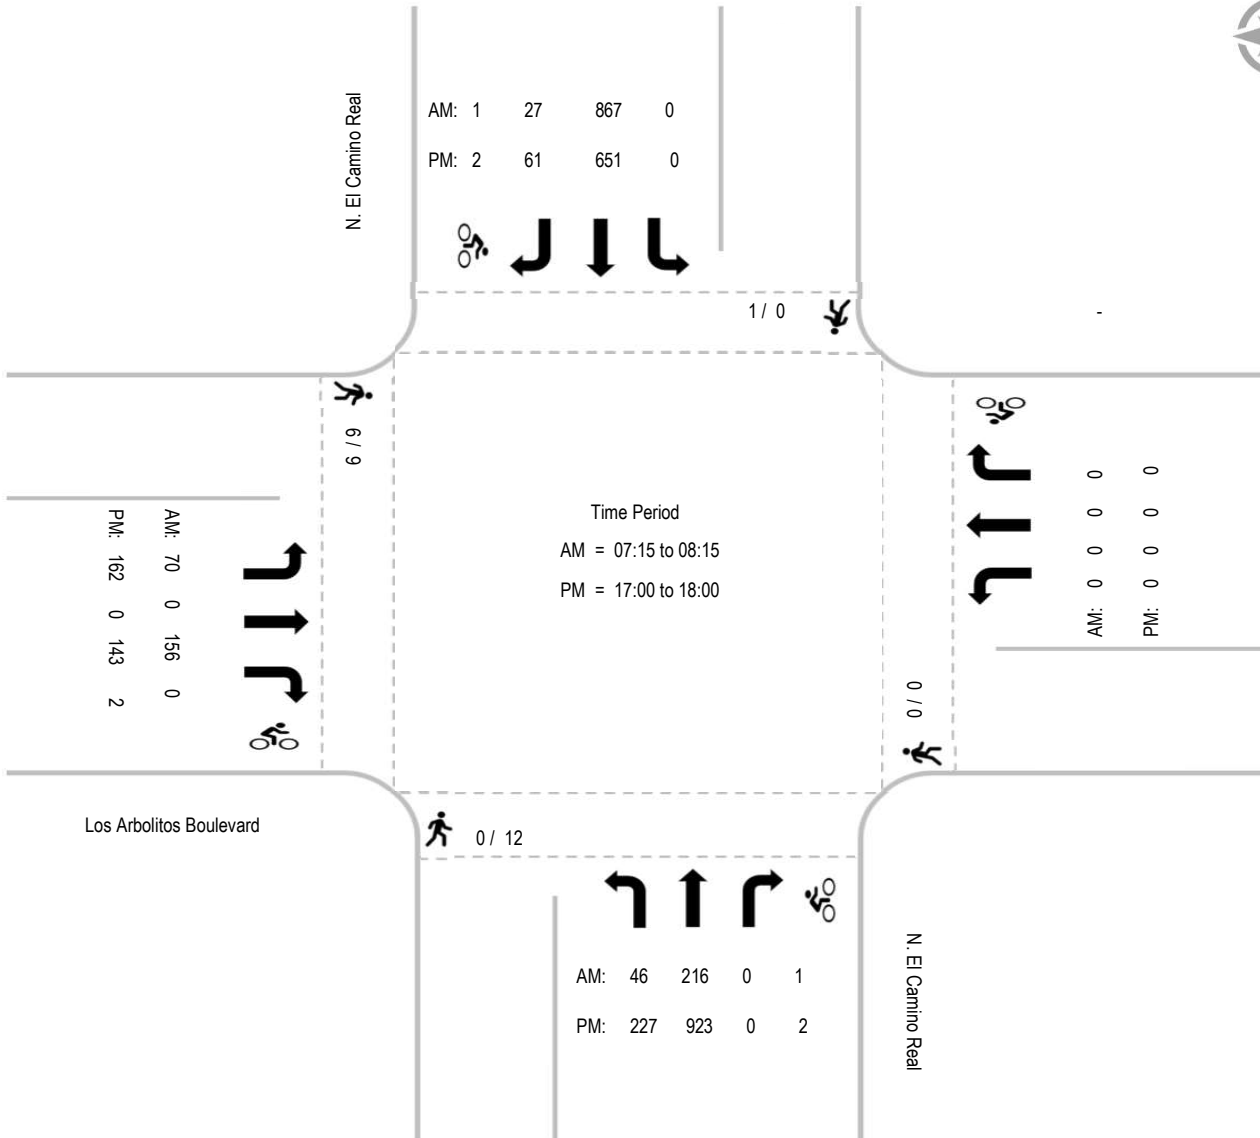 N. El Camino Real
AM: 1 27 867 0
PM: 2 61 651 0
1 / 0
-
Time Period
AM = 07:15 to 08:15
PM = 17:00 to 18:00
AM: 70 0 156 0
PM: 162 0 143 2
AM: 0 0 0 0
PM: 0 0 0 0
0 / 0
Los Arbolitos Boulevard
0 / 12
AM: 46 216 0 1
PM: 227 923 0 2
N. El Camino Real